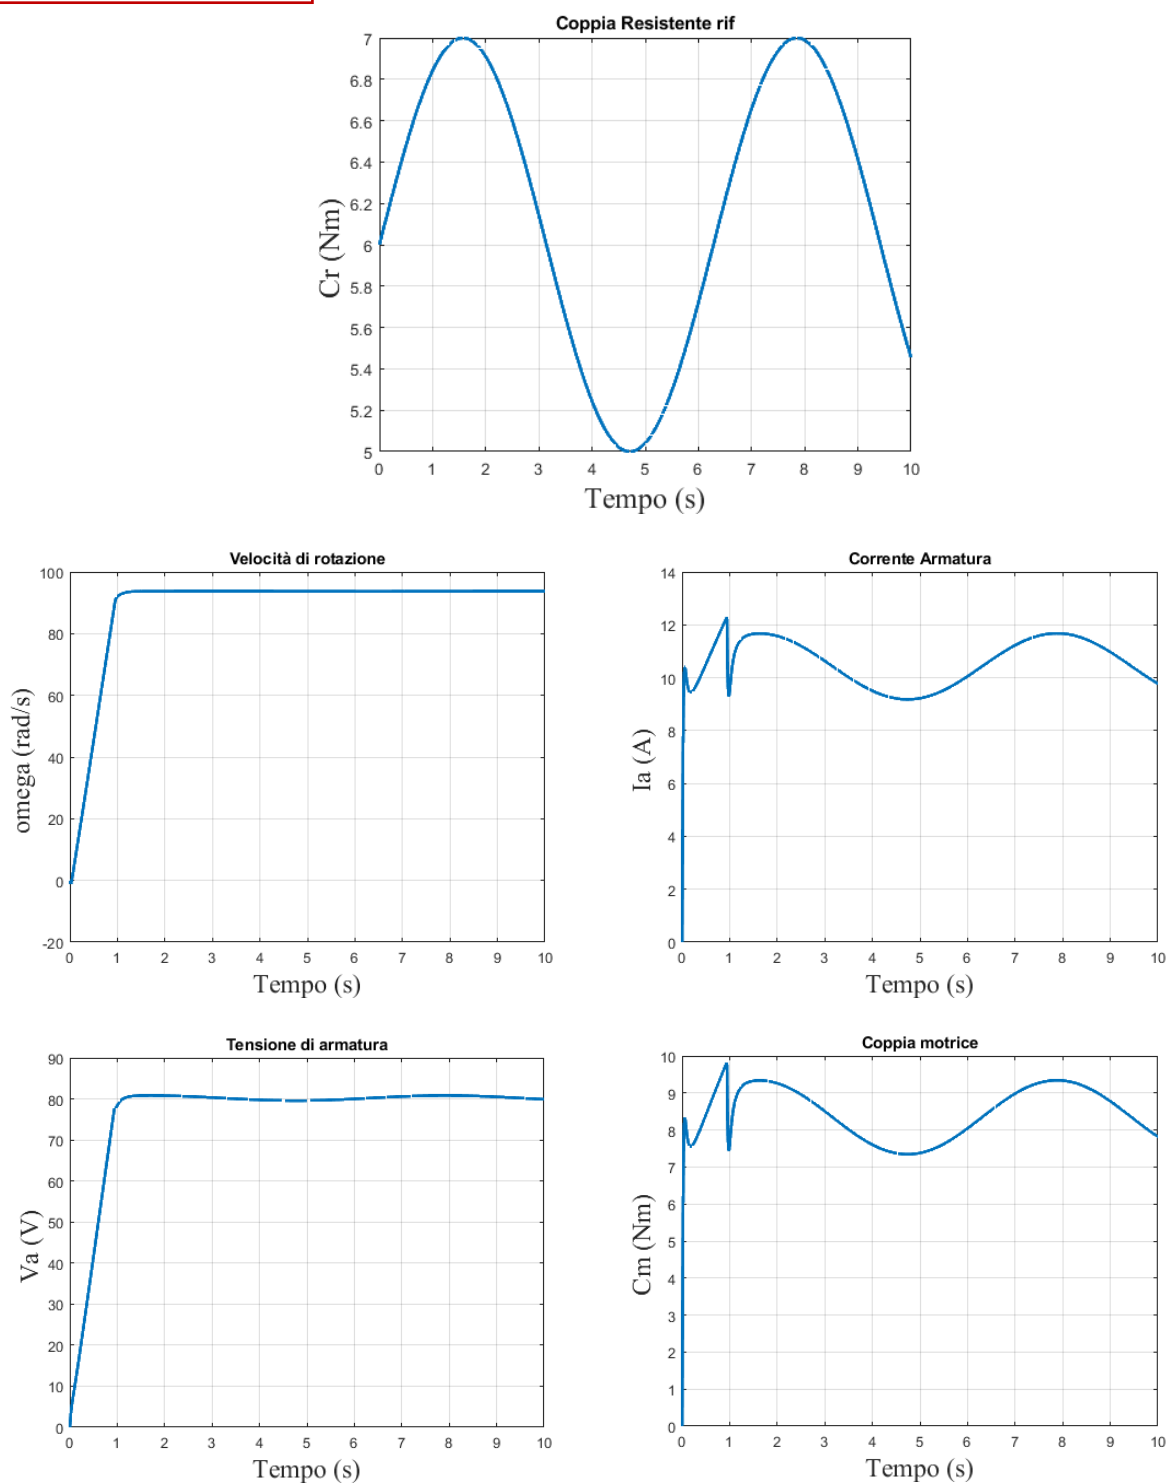 Coppia Resistente rif
7
6.8
6.6
6.4
6.2
6
5.8
5.6
5.4
5.2
5
Cr (Nm)
0 1 2 3 4 5 6 7 8 9 10
Tempo (s)
Velocità di rotazione
100
80
60
40
20
0
-20
omega (rad/s)
0 1 2 3 4 5 6 7 8 9 10
Tempo (s)
Corrente Armatura
14
12
10
8
6
4
2
0
Ia (A)
0 1 2 3 4 5 6 7 8 9 10
Tempo (s)
Tensione di armatura
90
80
70
60
50
40
30
20
10
0
Va (V)
0 1 2 3 4 5 6 7 8 9 10
Tempo (s)
Coppia motrice
10
9
8
7
6
5
4
3
2
1
0
Cm (Nm)
0 1 2 3 4 5 6 7 8 9 10
Tempo (s)